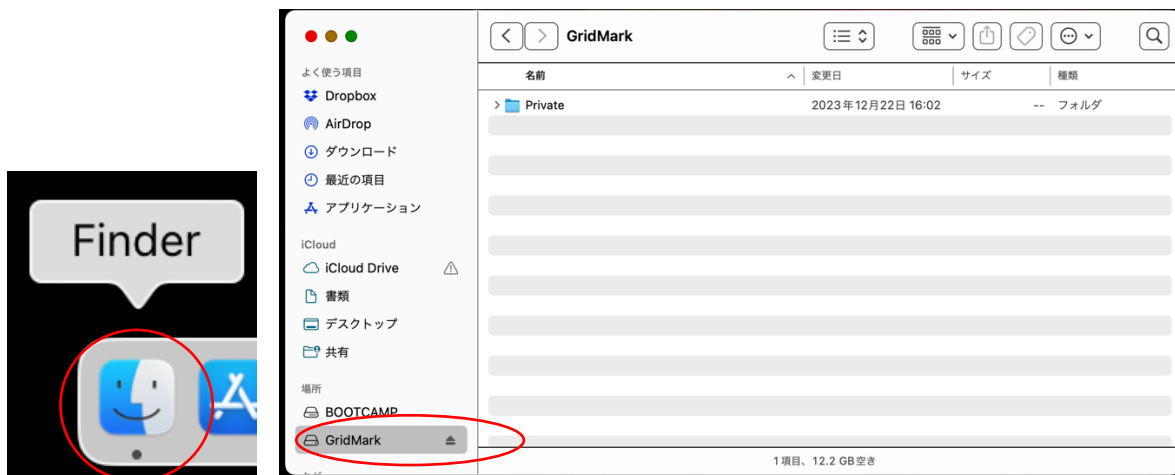 Finder
GridMark
よく使う項目
Dropbox
AirDrop
ダウンロード
最近の項目
アプリケーション
iCloud
iCloud Drive
書類
デスクトップ
共有
場所
BOOTCAMP
GridMark
名前 変更日 サイズ 種類
Private 2023年12月22日 16:02 -- フォルダ
1項目、12.2 GB空き